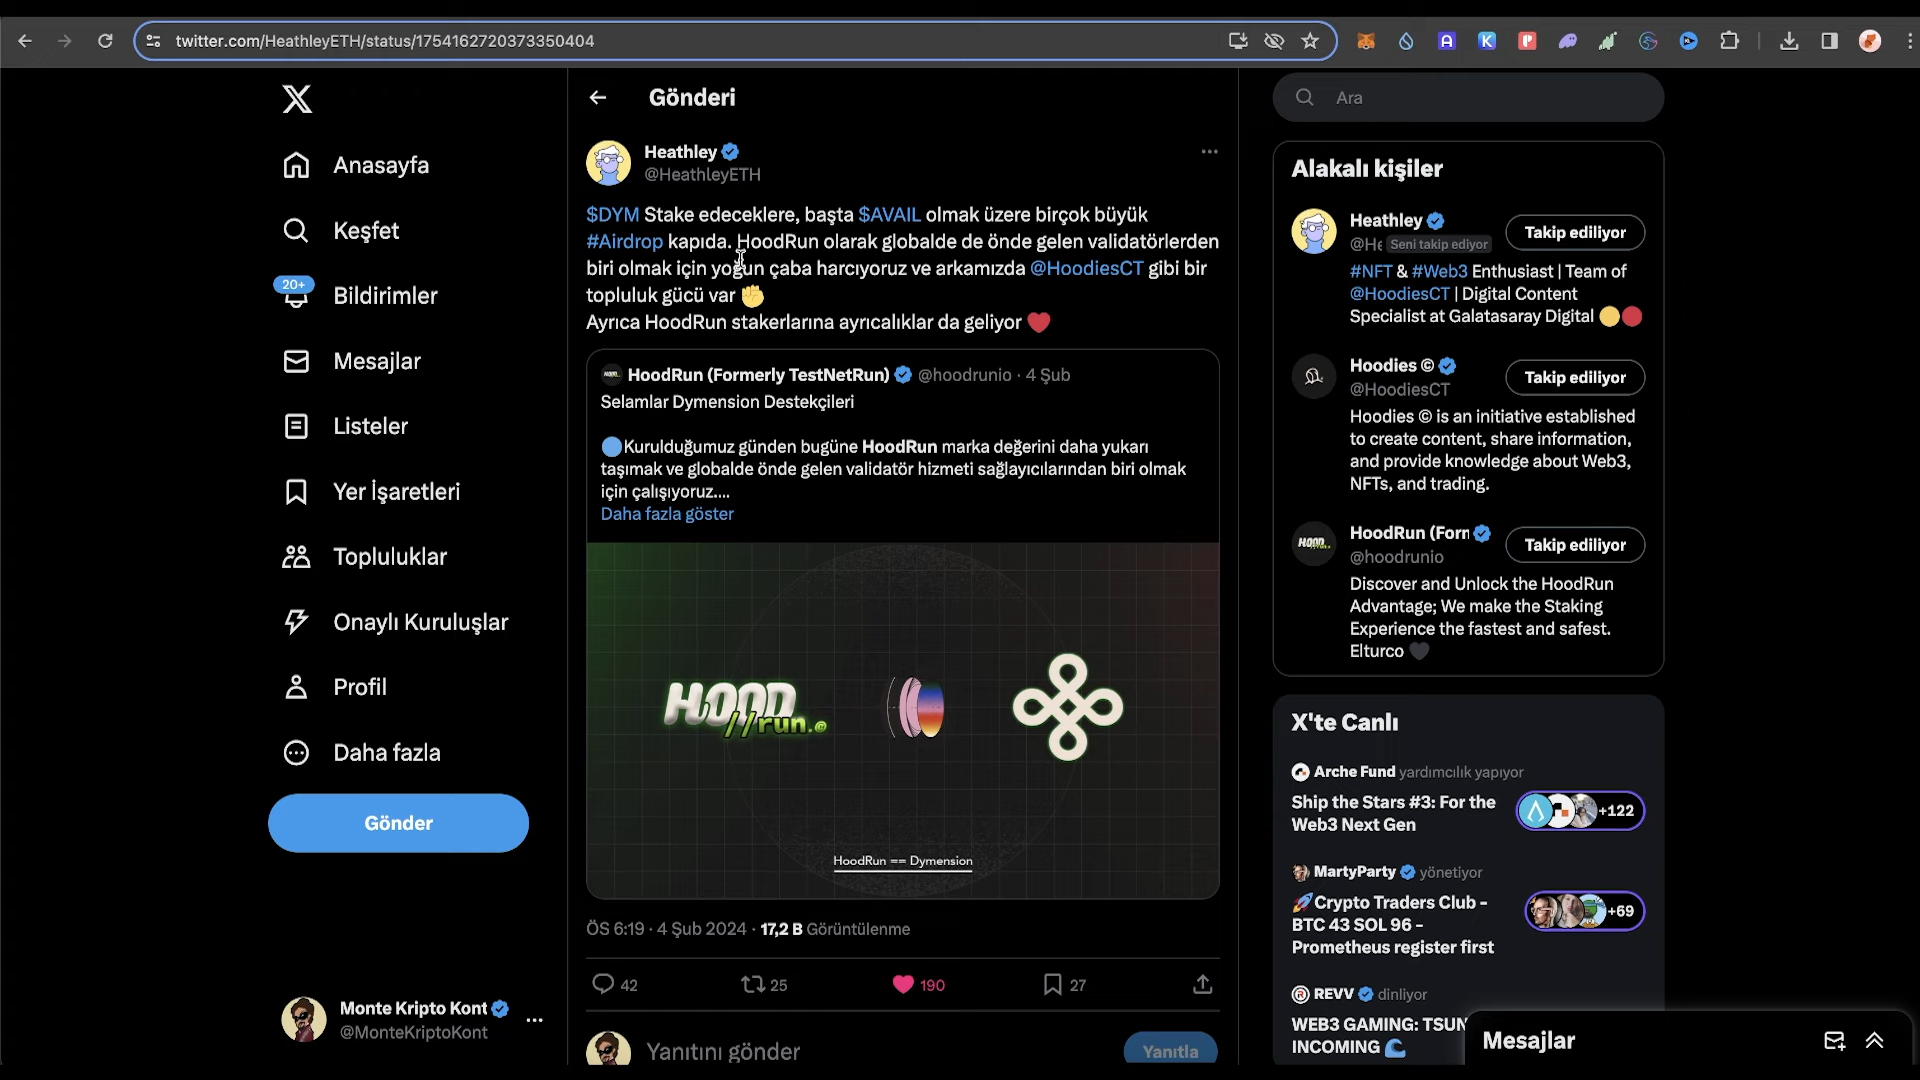 twitter.com/HeathleyETH/status/1754162720373350404
Anasayfa
Keşfet
20+
Bildirimler
Mesajlar
Listeler
Yer İşaretleri
Topluluklar
Onaylı Kuruluşlar
Profil
Daha fazla
Gönder
Monte Kripto Kont
@MonteKriptoKont
Gönderi
Heathley
@HeathleyETH
$DYM Stake edeceklere, başta $AVAIL olmak üzere birçok büyük
#Airdrop kapıda. HoodRun olarak globalde de önde gelen validatörlerden
biri olmak için yoğun çaba harcıyoruz ve arkamızda @HoodiesCT gibi bir
topluluk gücü var ✊
Ayrıca HoodRun stakerlarına ayrıcalıklar da geliyor ❤️
HoodRun (Formerly TestNetRun) @hoodrunio · 4 Şub
Selamlar Dymension Destekçileri
🔵Kurulduğumuz günden bugüne HoodRun marka değerini daha yukarı
taşımak ve globalde önde gelen validatör hizmeti sağlayıcılarından biri olmak
için çalışıyoruz....
Daha fazla göster
HOOD
//run.
HoodRun == Dymension
ÖS 6:19 · 4 Şub 2024 · 17,2 B Görüntülenme
42
25
190
27
Yanıtını gönder
Yanıtla
Ara
Alakalı kişiler
Heathley
Takip ediliyor
@He Seni takip ediyor
#NFT & #Web3 Enthusiast | Team of
@HoodiesCT | Digital Content
Specialist at Galatasaray Digital 🟡🔴
Hoodies ©
Takip ediliyor
@HoodiesCT
Hoodies © is an initiative established
to create content, share information,
and provide knowledge about Web3,
NFTs, and trading.
HoodRun (Forr
Takip ediliyor
@hoodrunio
Discover and Unlock the HoodRun
Advantage; We make the Staking
Experience the fastest and safest.
Elturco 🖤
X'te Canlı
Arche Fund yardımcılık yapıyor
Ship the Stars #3: For the
Web3 Next Gen
+122
MartyParty yönetiyor
🚀Crypto Traders Club -
BTC 43 SOL 96 -
Prometheus register first
+69
REVV dinliyor
WEB3 GAMING: TSUN
INCOMING 🌊
Mesajlar